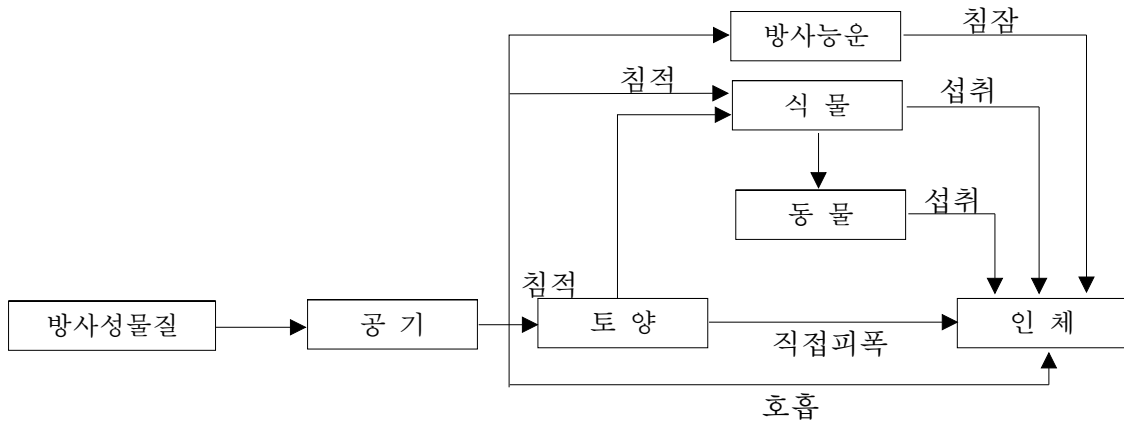 방사능운
침잠
침적
식 물
섭취
동 물
섭취
침적
방사성물질
공 기
토 양
직접피폭
인 체
호흡